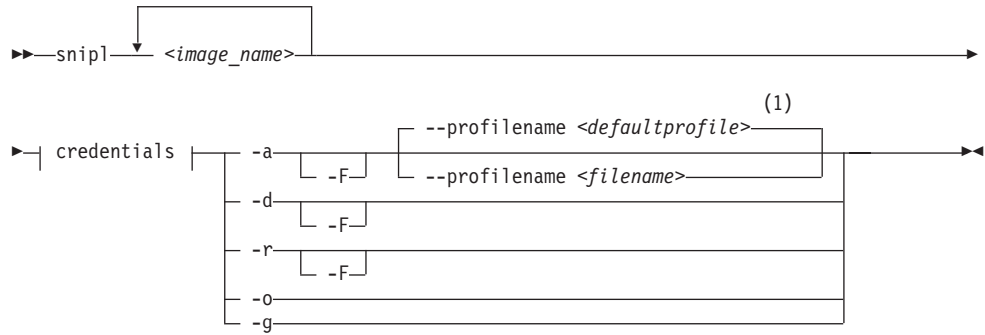 snipl <image_name>
(1)
--profilename <defaultprofile>
credentials -a -F --profilename <filename>
-d -F
-r -F
-o
-g